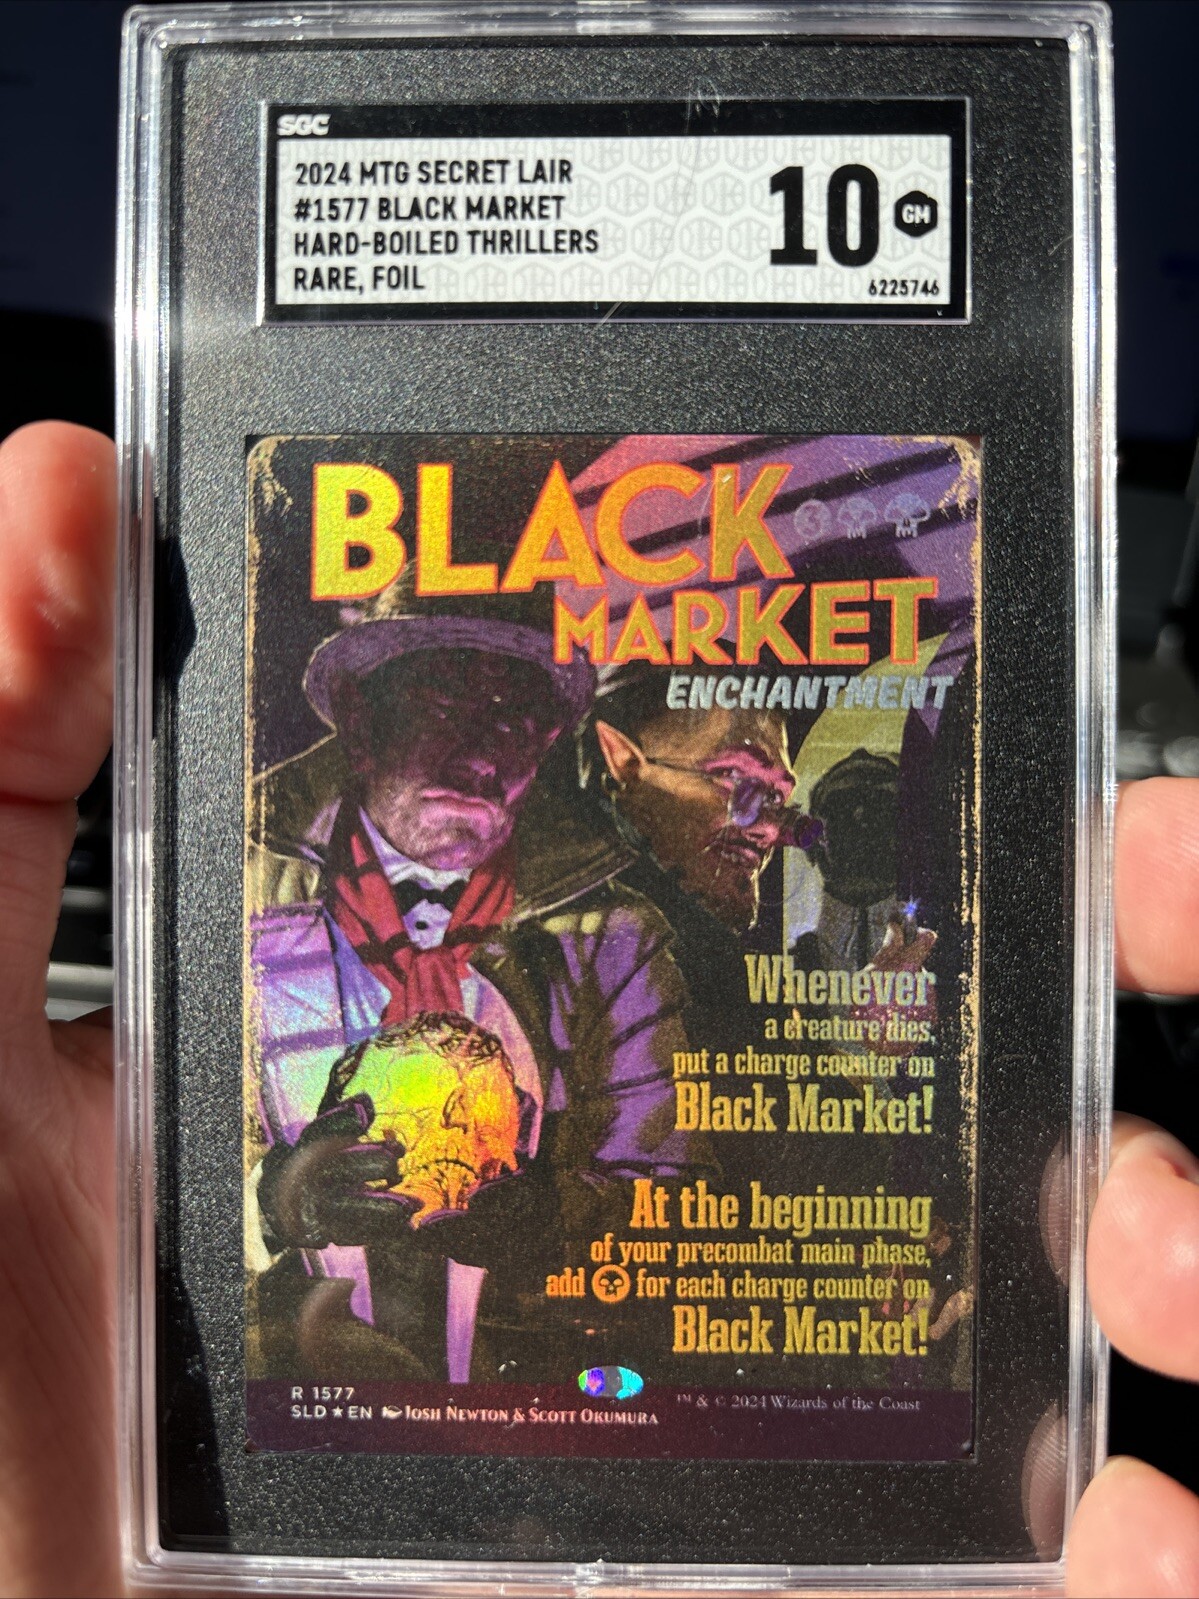 SGC
2024 MTG SECRET LAIR
#1577 BLACK MARKET
HARD-BOILED THRILLERS
RARE, FOIL
10 GM
6225746
BLACK
MARKET
ENCHANTMENT
Whenever
a creature dies,
put a charge counter on
Black Market!
At the beginning
of your precombat main phase,
add for each charge counter on
Black Market!
R 1577
SLD ★ EN JOSH NEWTON & SCOTT OKUMURA
™ & © 2024 Wizards of the Coast